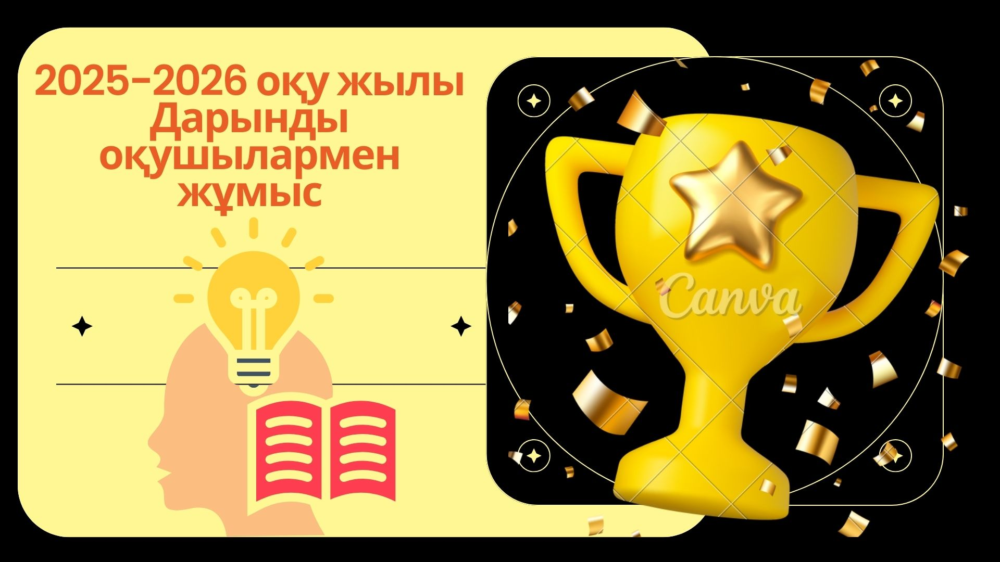 2025-2026 оқу жылы
Дарынды
оқушылармен
жұмыс
Canva